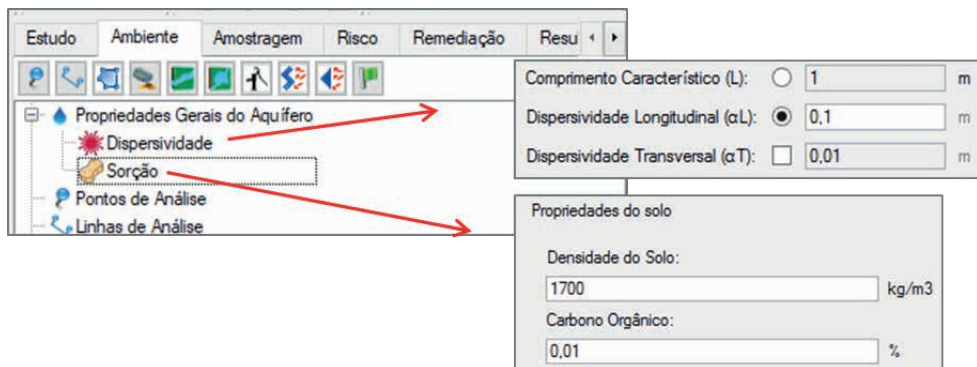 Estudo Ambiente Amostragem Risco Remediação Resu
Propriedades Gerais do Aquífero
Dispersividade
Sorção
Pontos de Análise
Linhas de Análise
Comprimento Característico (L): 1 m
Dispersividade Longitudinal (αL): 0,1 m
Dispersividade Transversal (αT): 0,01 m
Propriedades do solo
Densidade do Solo:
1700 kg/m3
Carbono Orgânico:
0,01 %